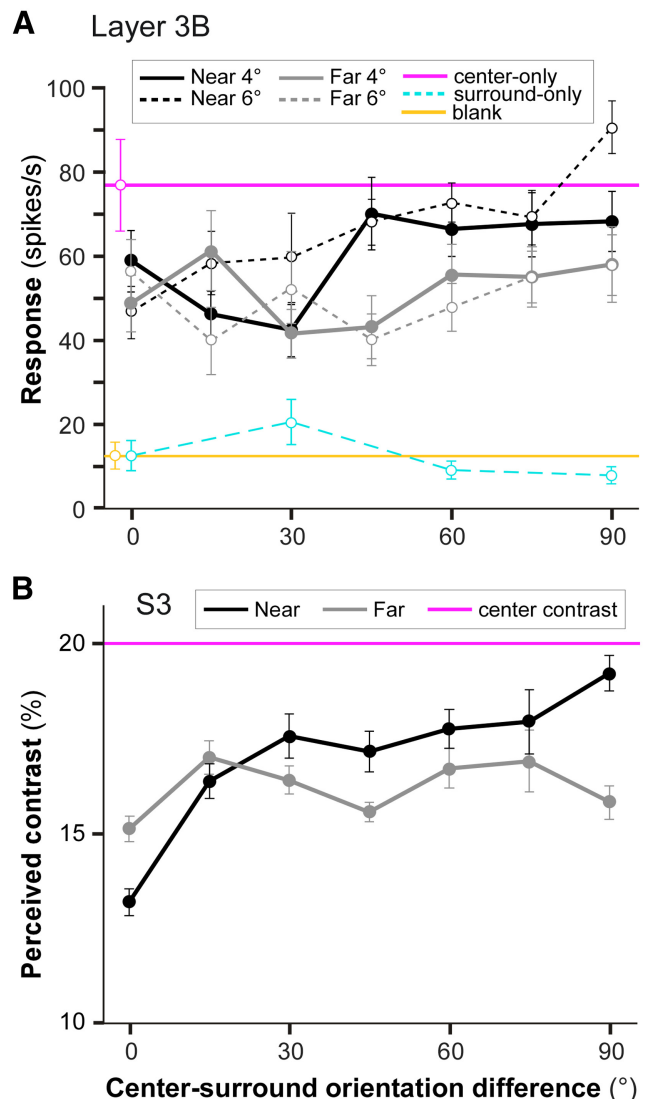 A Layer 3B
Near 4° Far 4° center-only
Near 6° Far 6° surround-only
blank
100
80
60
40
20
0
Response (spikes/s)
0 30 60 90
B S3
Near Far center contrast
20
15
10
Perceived contrast (%)
0 30 60 90
Center-surround orientation difference (°)